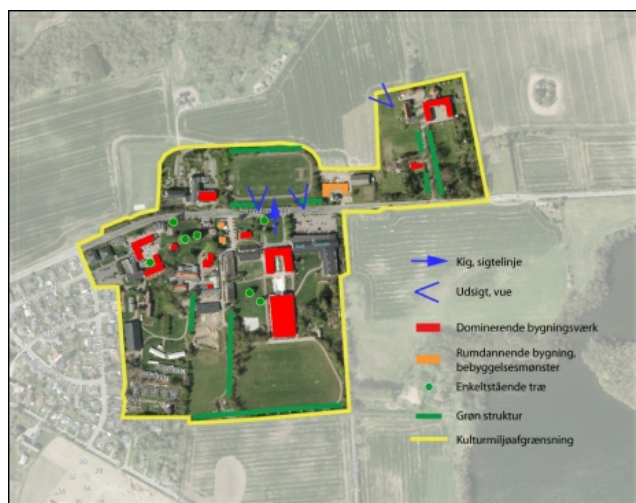 Kig, sigtelinje
Udsigt, vue
Dominerende bygningsværk
Rumdannende bygning,
bebyggelsesmønster
Enkeltstående træ
Grøn struktur
Kulturmiljøafgrænsning